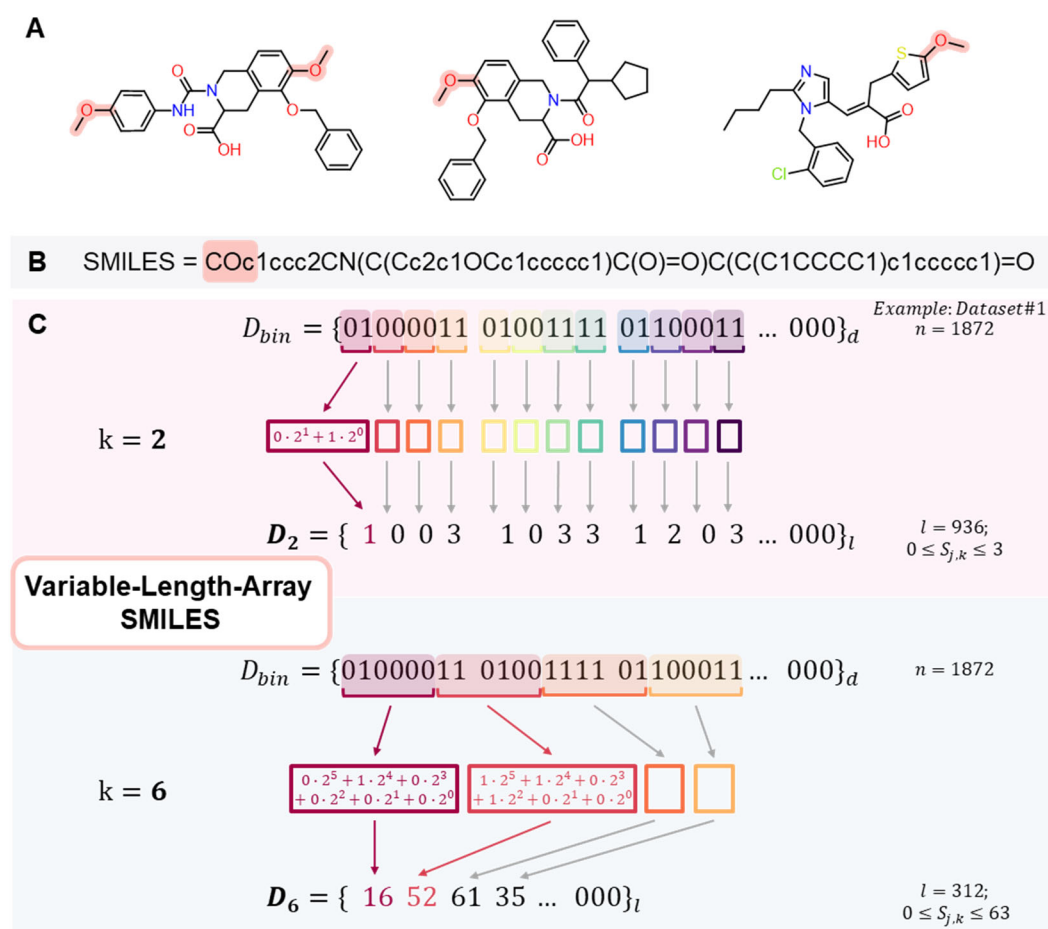 A
O
O
N
NH
O
O
O
OH
O
O
N
O
O
OH
N
N
S
O
O
HO
Cl
B SMILES = COc1ccc2CN(C(Cc2c1OCc1ccccc1)C(O)=O)C(C(C1CCCC1)c1ccccc1)=O
C
Example: Dataset#1
D_bin = {01000011 01001111 01100011 ... 000}_d n = 1872
k = 2
0 · 2^1 + 1 · 2^0
D_2 = { 1 0 0 3 1 0 3 3 1 2 0 3 ... 000}_l
l = 936;
0 ≤ S_{j,k} ≤ 3
Variable-Length-Array
SMILES
D_bin = {01000011 01001111 01100011 ... 000}_d n = 1872
k = 6
0 · 2^5 + 1 · 2^4 + 0 · 2^3
+ 0 · 2^2 + 0 · 2^1 + 0 · 2^0
1 · 2^5 + 1 · 2^4 + 0 · 2^3
+ 1 · 2^2 + 0 · 2^1 + 0 · 2^0
D_6 = { 16 52 61 35 ... 000}_l
l = 312;
0 ≤ S_{j,k} ≤ 63